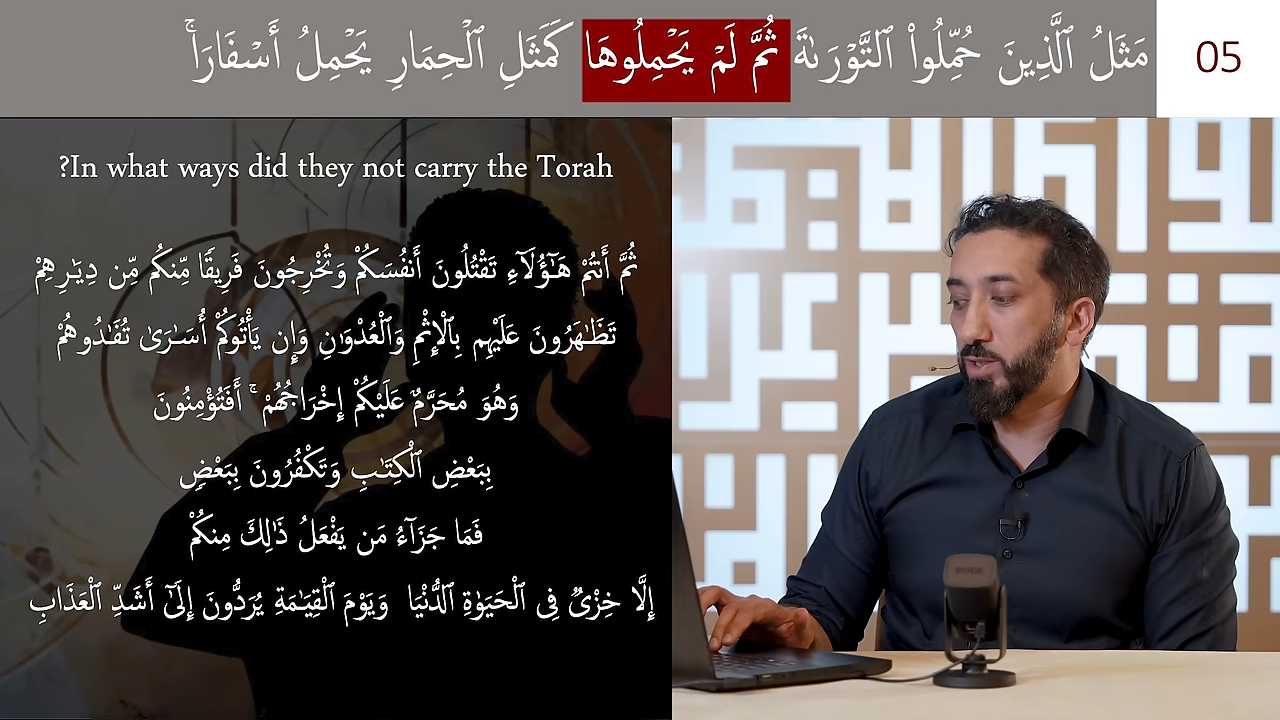 مَثَلُ ٱلَّذِينَ حُمِّلُوا۟ ٱلتَّوْرَىٰةَ ثُمَّ لَمْ يَحْمِلُوهَا كَمَثَلِ ٱلْحِمَارِ يَحْمِلُ أَسْفَارًۢا ۚ
05
?In what ways did they not carry the Torah
ثُمَّ أَنتُمْ هَـٰٓؤُلَآءِ تَقْتُلُونَ أَنفُسَكُمْ وَتُخْرِجُونَ فَرِيقًا مِّنكُم مِّن دِيَـٰرِهِمْ
تَظَـٰهَرُونَ عَلَيْهِم بِٱلْإِثْمِ وَٱلْعُدْوَٰنِ وَإِن يَأْتُوكُمْ أُسَـٰرَىٰ تُفَـٰدُوهُمْ
وَهُوَ مُحَرَّمٌ عَلَيْكُمْ إِخْرَاجُهُمْ ۚ أَفَتُؤْمِنُونَ
بِبَعْضِ ٱلْكِتَـٰبِ وَتَكْفُرُونَ بِبَعْضٍ
فَمَا جَزَآءُ مَن يَفْعَلُ ذَٰلِكَ مِنكُمْ
إِلَّا خِزْىٌ فِى ٱلْحَيَوٰةِ ٱلدُّنْيَا وَيَوْمَ ٱلْقِيَـٰمَةِ يُرَدُّونَ إِلَىٰٓ أَشَدِّ ٱلْعَذَابِ
RODE